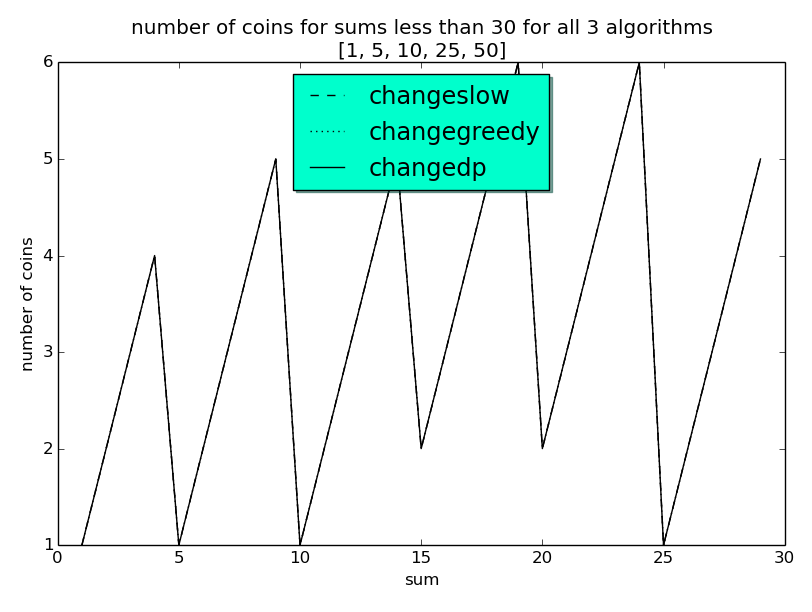 number of coins for sums less than 30 for all 3 algorithms
[1, 5, 10, 25, 50]
changeslow
changegreedy
changedp
number of coins
6
5
4
3
2
1
0 5 10 15 20 25 30
sum